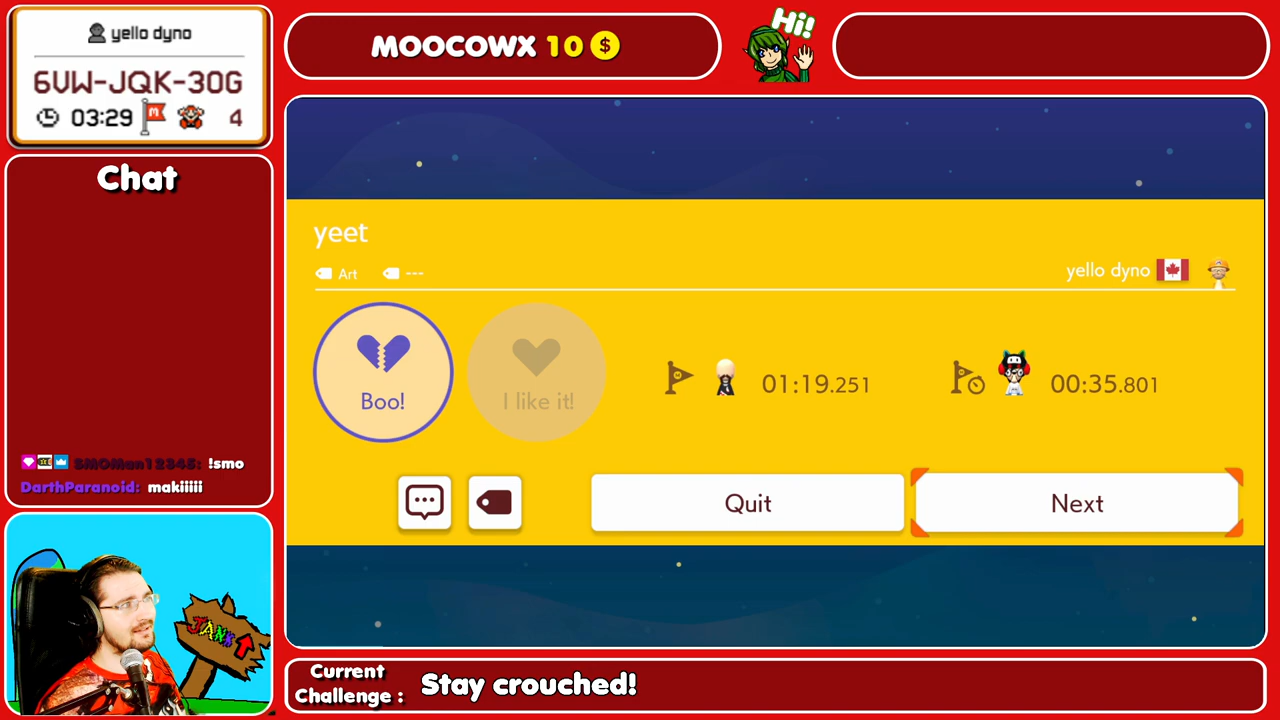 yello dyno
6VW-JQK-30G
03:29 4
MOOCOWX 10 $
Hi!
Chat
SMOMan12345: !smo
DarthParanoid: makiiiii
yeet
Art ---
yello dyno
Boo!
I like it!
01:19.251
00:35.801
Quit
Next
JANK
Current Challenge :
Stay crouched!